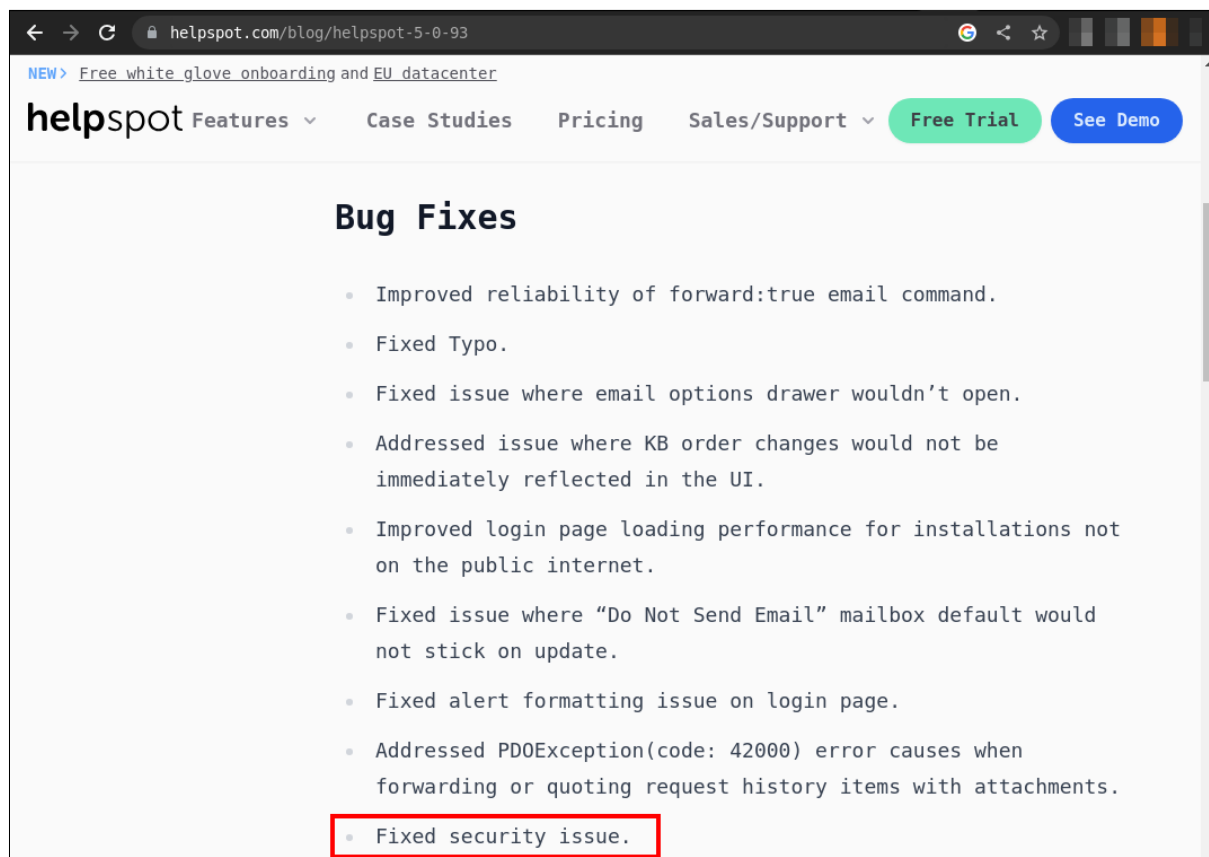 helpspot.com/blog/helpspot-5-0-93
NEW> Free white glove onboarding and EU datacenter
helpspot Features Case Studies Pricing Sales/Support Free Trial See Demo
Bug Fixes
Improved reliability of forward:true email command.
Fixed Typo.
Fixed issue where email options drawer wouldn’t open.
Addressed issue where KB order changes would not be
immediately reflected in the UI.
Improved login page loading performance for installations not
on the public internet.
Fixed issue where “Do Not Send Email” mailbox default would
not stick on update.
Fixed alert formatting issue on login page.
Addressed PDOException(code: 42000) error causes when
forwarding or quoting request history items with attachments.
Fixed security issue.